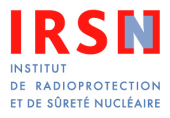 IRSN
INSTITUT
DE RADIOPROTECTION
ET DE SÛRETÉ NUCLÉAIRE